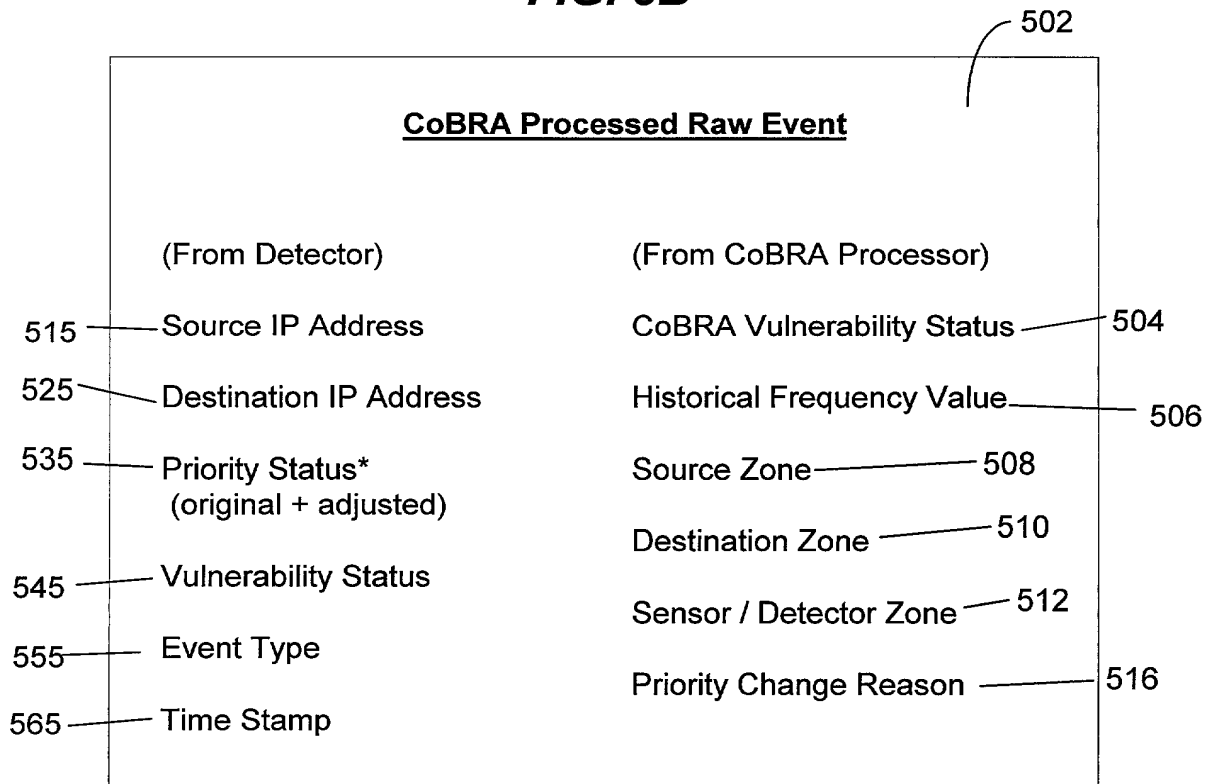 502
CoBRA Processed Raw Event
(From Detector)
(From CoBRA Processor)
515
Source IP Address
CoBRA Vulnerability Status
504
525
Destination IP Address
Historical Frequency Value
506
535
Priority Status*
(original + adjusted)
Source Zone
508
Destination Zone
510
545
Vulnerability Status
Sensor / Detector Zone
512
555
Event Type
Priority Change Reason
516
565
Time Stamp